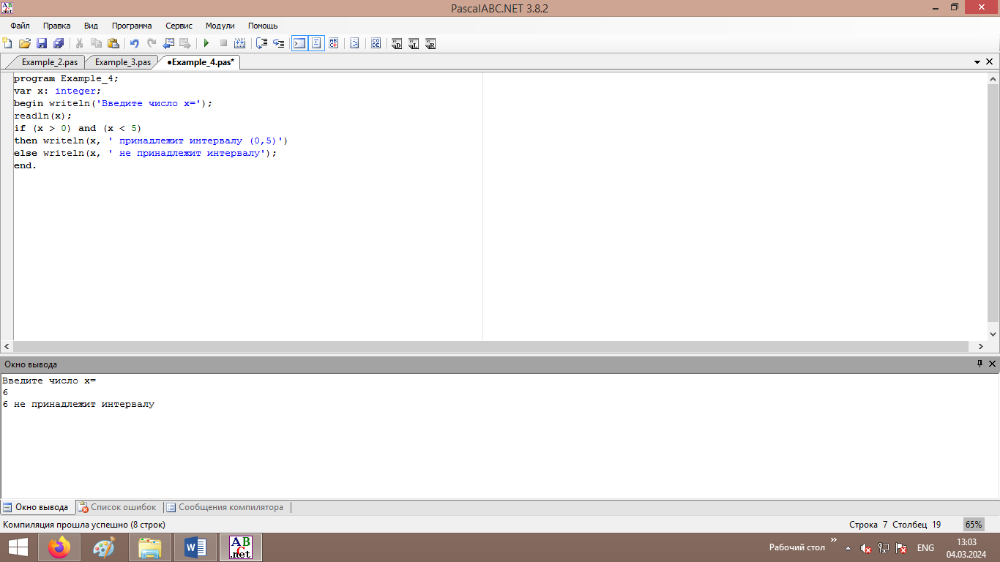 PascalABC.NET 3.8.2
Файл Правка Вид Программа Сервис Модули Помощь
Example_2.pas Example_3.pas •Example_4.pas*
program Example_4;
var x: integer;
begin writeln('Введите число x=');
readln(x);
if (x > 0) and (x < 5)
then writeln(x, ' принадлежит интервалу (0,5)')
else writeln(x, ' не принадлежит интервалу');
end.
Окно вывода
Введите число x=
6
6 не принадлежит интервалу
Окно вывода Список ошибок Сообщения компилятора
Компиляция прошла успешно (8 строк) Строка 7 Столбец 19 65%
Рабочий стол ENG 13:03
04.03.2024